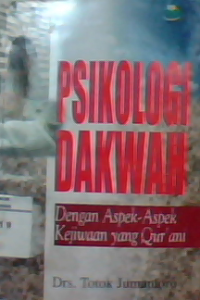 PSIKOLOGI
DAKWAH
Dengan Aspek-Aspek
Kejiwaan yang Qur'ani
Drs. Totok Jumantoro